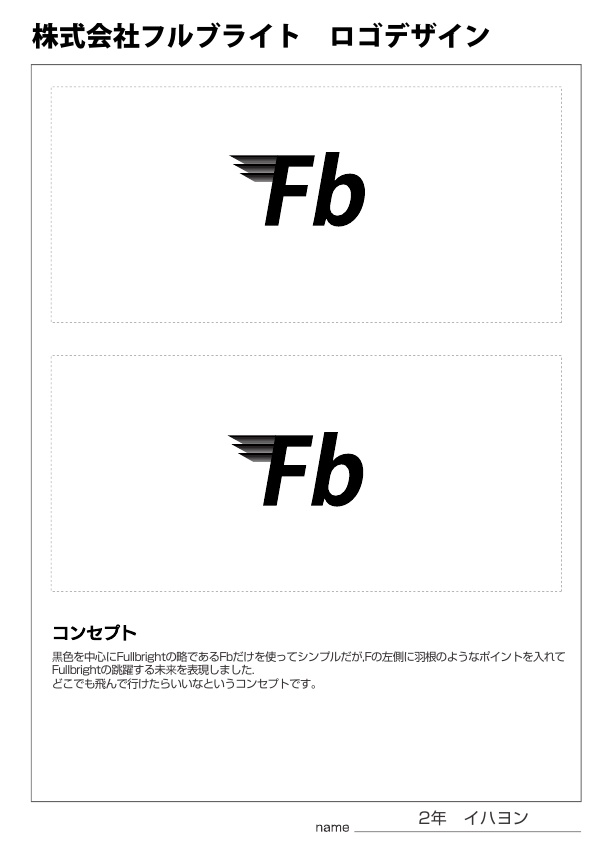 株式会社フルブライト　ロゴデザイン
Fb
Fb
コンセプト
黒色を中心にFullbrightの略であるFbだけを使ってシンプルだが,Fの左側に羽根のようなポイントを入れて
Fullbrightの跳躍する未来を表現しました.
どこでも飛んで行けたらいいなというコンセプトです。
name 2年　イハヨン